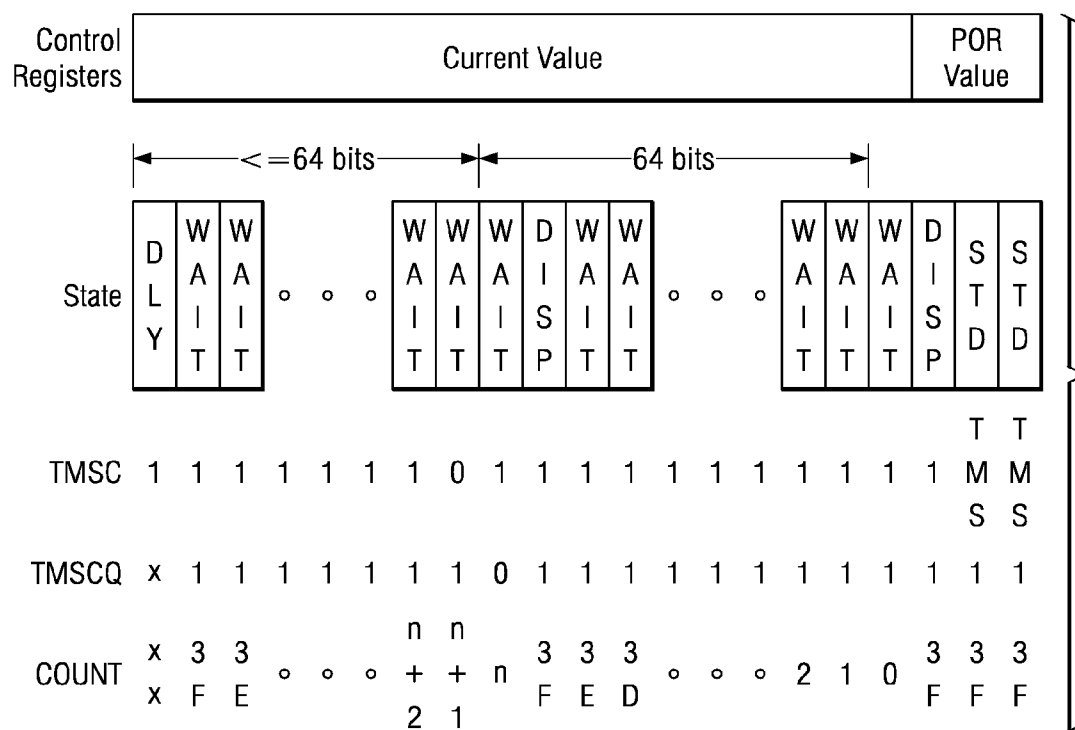 Control Registers
Current Value
POR Value
<=64 bits
64 bits
State DLY WAIT WAIT ∘ ∘ ∘ WAIT WAIT WAIT DISP WAIT WAIT ∘ ∘ ∘ WAIT WAIT WAIT DISP STD STD
TMSC 1 1 1 1 1 1 1 0 1 1 1 1 1 1 1 1 1 1 1 TMS TMS
TMSCQ x 1 1 1 1 1 1 1 0 1 1 1 1 1 1 1 1 1 1 1 1
COUNT xx 3F 3E ∘ ∘ ∘ n+2 n+1 n 3F 3E 3D ∘ ∘ ∘ 2 1 0 3F 3F 3F